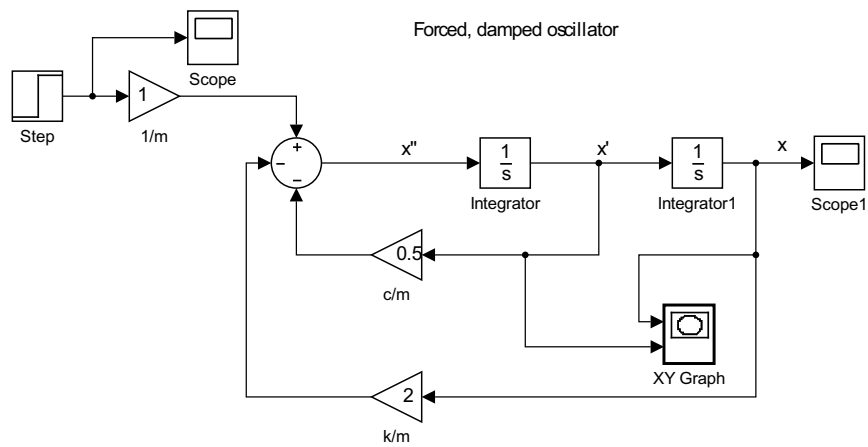 Forced, damped oscillator
Scope
Step
1
1/m
+
−
−
x"
1
s
Integrator
x'
1
s
Integrator1
x
Scope1
0.5
c/m
XY Graph
2
k/m